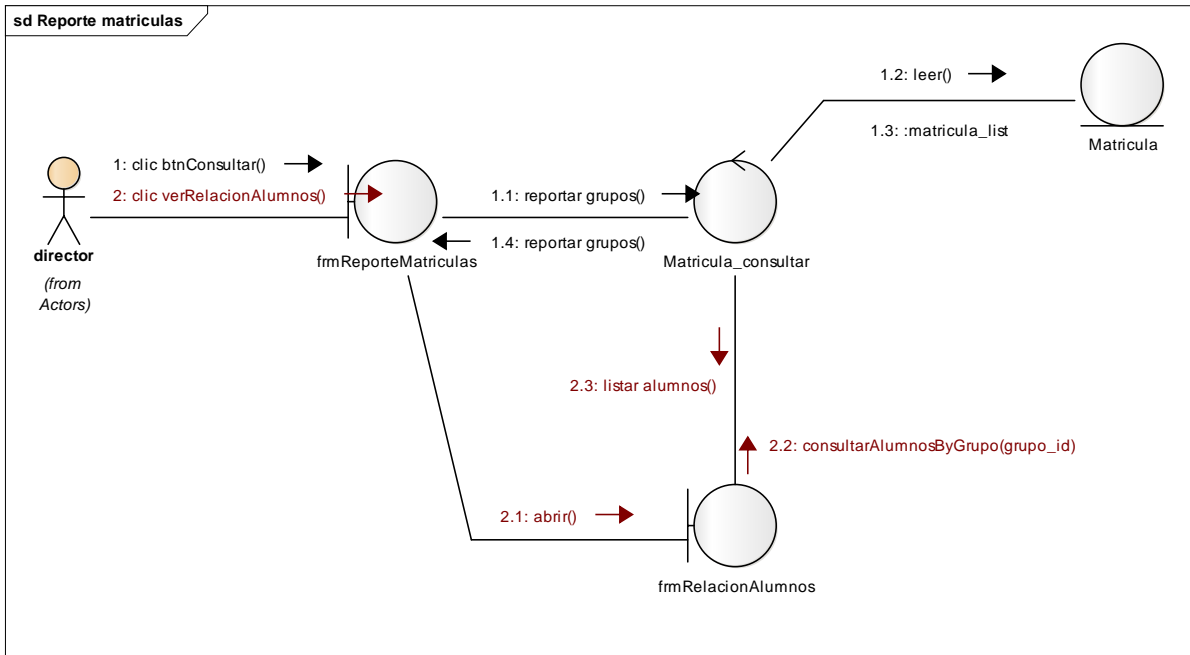 sd Reporte matriculas
1.2: leer()
1.3: :matricula_list
Matricula
1: clic btnConsultar()
2: clic verRelacionAlumnos()
1.1: reportar grupos()
1.4: reportar grupos()
director
(from
Actors)
frmReporteMatriculas
Matricula_consultar
2.3: listar alumnos()
2.2: consultarAlumnosByGrupo(grupo_id)
2.1: abrir()
frmRelacionAlumnos